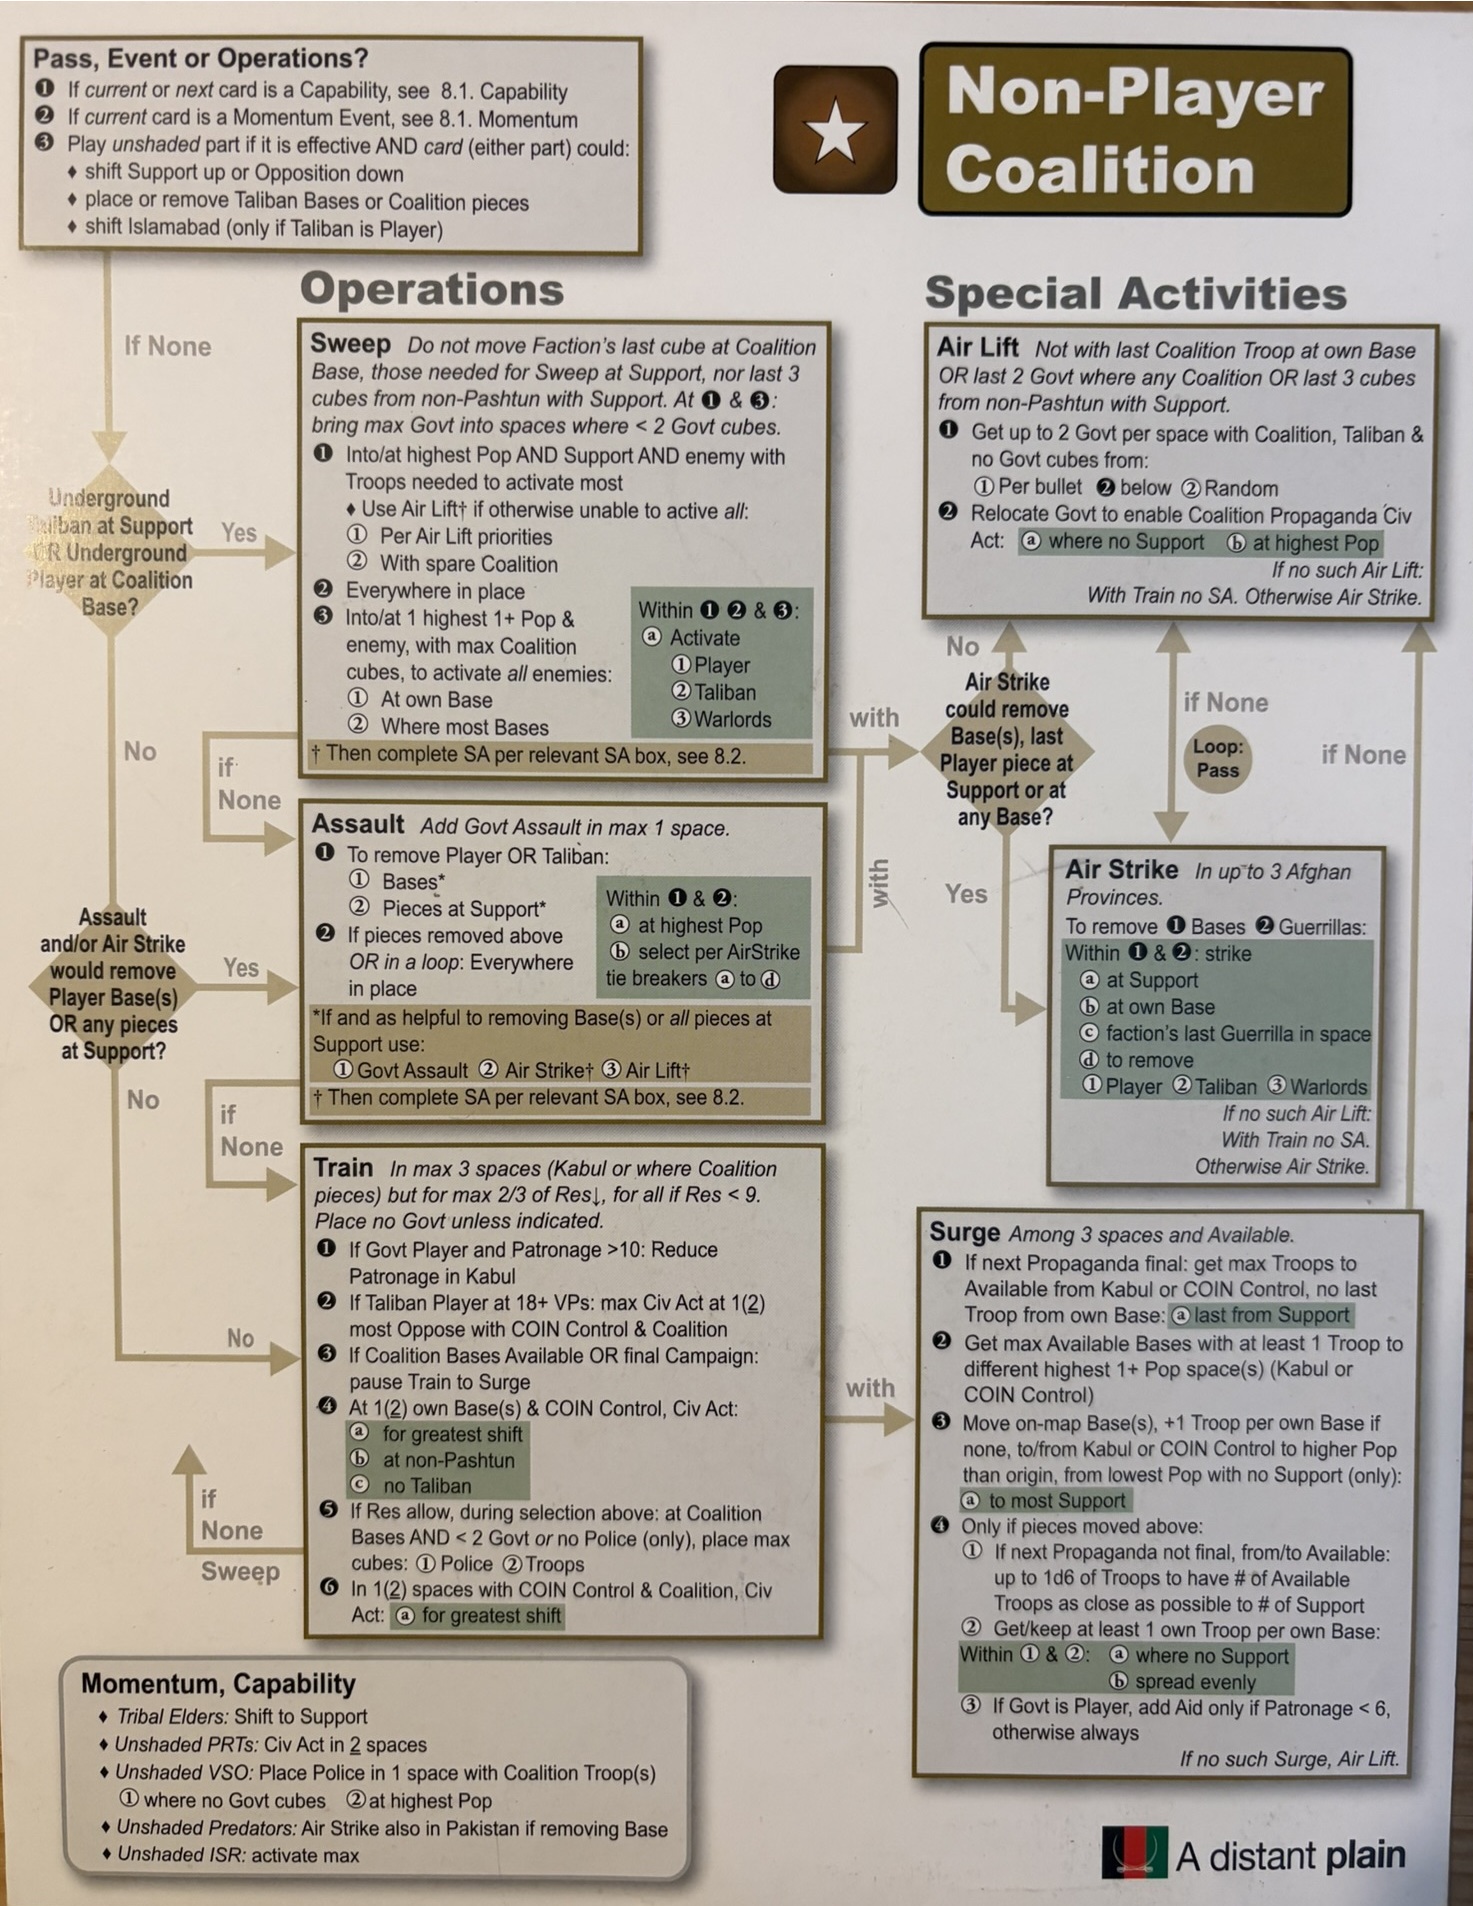 Pass, Event or Operations?
❶ If current or next card is a Capability, see 8.1. Capability
❷ If current card is a Momentum Event, see 8.1. Momentum
❸ Play unshaded part if it is effective AND card (either part) could:
♦ shift Support up or Opposition down
♦ place or remove Taliban Bases or Coalition pieces
♦ shift Islamabad (only if Taliban is Player)
Non-Player
Coalition
If None
Underground
Taliban at Support
OR Underground
Player at Coalition
Base?
Yes
No
Assault
and/or Air Strike
would remove
Player Base(s)
OR any pieces
at Support?
Yes
No
No
Operations
Sweep Do not move Faction's last cube at Coalition
Base, those needed for Sweep at Support, nor last 3
cubes from non-Pashtun with Support. At ❶ & ❸:
bring max Govt into spaces where < 2 Govt cubes.
❶ Into/at highest Pop AND Support AND enemy with
Troops needed to activate most
♦ Use Air Lift† if otherwise unable to active all:
① Per Air Lift priorities
② With spare Coalition
❷ Everywhere in place
❸ Into/at 1 highest 1+ Pop &
enemy, with max Coalition
cubes, to activate all enemies:
① At own Base
② Where most Bases
Within ❶ ❷ & ❸:
ⓐ Activate
① Player
② Taliban
③ Warlords
† Then complete SA per relevant SA box, see 8.2.
if
None
with
Assault Add Govt Assault in max 1 space.
❶ To remove Player OR Taliban:
① Bases*
② Pieces at Support*
❷ If pieces removed above
OR in a loop: Everywhere
in place
Within ❶ & ❷:
ⓐ at highest Pop
ⓑ select per AirStrike
tie breakers ⓐ to ⓓ
*If and as helpful to removing Base(s) or all pieces at
Support use:
① Govt Assault ② Air Strike† ③ Air Lift†
† Then complete SA per relevant SA box, see 8.2.
with
if
None
Train In max 3 spaces (Kabul or where Coalition
pieces) but for max 2/3 of Res↓, for all if Res < 9.
Place no Govt unless indicated.
❶ If Govt Player and Patronage >10: Reduce
Patronage in Kabul
❷ If Taliban Player at 18+ VPs: max Civ Act at 1(2)
most Oppose with COIN Control & Coalition
❸ If Coalition Bases Available OR final Campaign:
pause Train to Surge
❹ At 1(2) own Base(s) & COIN Control, Civ Act:
ⓐ for greatest shift
ⓑ at non-Pashtun
ⓒ no Taliban
❺ If Res allow, during selection above: at Coalition
Bases AND < 2 Govt or no Police (only), place max
cubes: ① Police ② Troops
❻ In 1(2) spaces with COIN Control & Coalition, Civ
Act: ⓐ for greatest shift
with
if
None
Sweep
Momentum, Capability
♦ Tribal Elders: Shift to Support
♦ Unshaded PRTs: Civ Act in 2 spaces
♦ Unshaded VSO: Place Police in 1 space with Coalition Troop(s)
① where no Govt cubes ② at highest Pop
♦ Unshaded Predators: Air Strike also in Pakistan if removing Base
♦ Unshaded ISR: activate max
Special Activities
Air Lift Not with last Coalition Troop at own Base
OR last 2 Govt where any Coalition OR last 3 cubes
from non-Pashtun with Support.
❶ Get up to 2 Govt per space with Coalition, Taliban &
no Govt cubes from:
① Per bullet ❷ below ② Random
❷ Relocate Govt to enable Coalition Propaganda Civ
Act: ⓐ where no Support ⓑ at highest Pop
If no such Air Lift:
With Train no SA. Otherwise Air Strike.
No
Air Strike
could remove
Base(s), last
Player piece at
Support or at
any Base?
Yes
if None
Loop:
Pass
if None
Air Strike In up to 3 Afghan
Provinces.
To remove ❶ Bases ❷ Guerrillas:
Within ❶ & ❷: strike
ⓐ at Support
ⓑ at own Base
ⓒ faction's last Guerrilla in space
ⓓ to remove
① Player ② Taliban ③ Warlords
If no such Air Lift:
With Train no SA.
Otherwise Air Strike.
Surge Among 3 spaces and Available.
❶ If next Propaganda final: get max Troops to
Available from Kabul or COIN Control, no last
Troop from own Base: ⓐ last from Support
❷ Get max Available Bases with at least 1 Troop to
different highest 1+ Pop space(s) (Kabul or
COIN Control)
❸ Move on-map Base(s), +1 Troop per own Base if
none, to/from Kabul or COIN Control to higher Pop
than origin, from lowest Pop with no Support (only):
ⓐ to most Support
❹ Only if pieces moved above:
① If next Propaganda not final, from/to Available:
up to 1d6 of Troops to have # of Available
Troops as close as possible to # of Support
② Get/keep at least 1 own Troop per own Base:
Within ① & ②: ⓐ where no Support
ⓑ spread evenly
③ If Govt is Player, add Aid only if Patronage < 6,
otherwise always
If no such Surge, Air Lift.
A distant plain